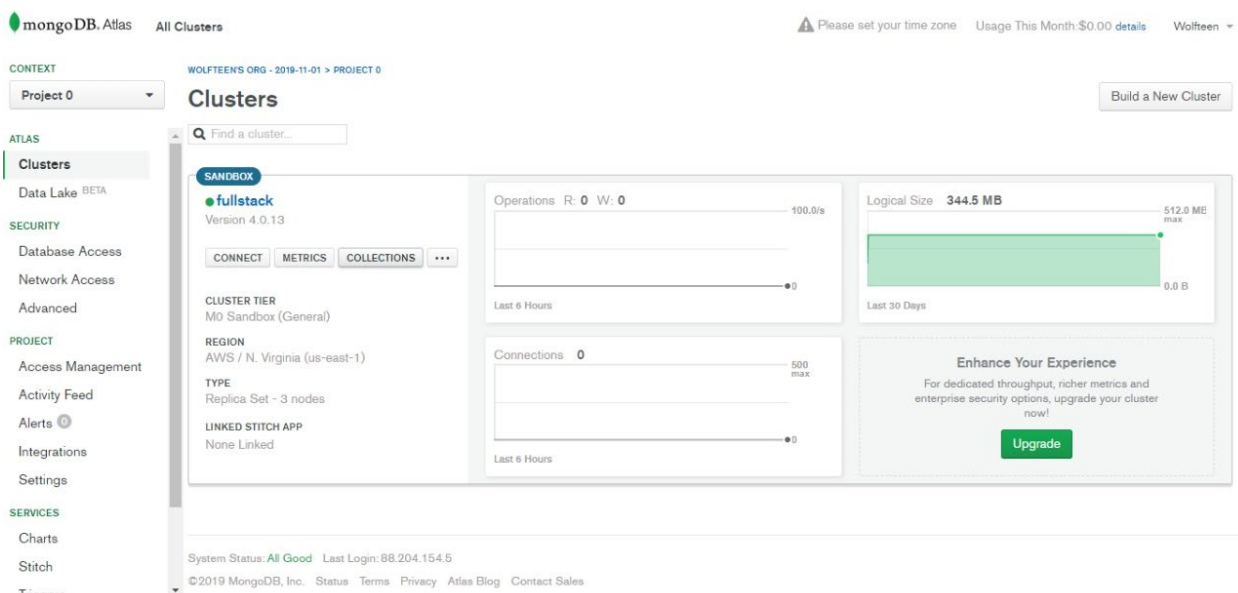 mongoDB. Atlas All Clusters Please set your time zone Usage This Month:$0.00 details Wolfteen
CONTEXT
Project 0
ATLAS
Clusters
Data Lake BETA
SECURITY
Database Access
Network Access
Advanced
PROJECT
Access Management
Activity Feed
Alerts 0
Integrations
Settings
SERVICES
Charts
Stitch
WOLFTEEN'S ORG - 2019-11-01 > PROJECT 0
Clusters
Build a New Cluster
Find a cluster...
SANDBOX
fullstack
Version 4.0.13
CONNECT METRICS COLLECTIONS ...
CLUSTER TIER
M0 Sandbox (General)
REGION
AWS / N. Virginia (us-east-1)
TYPE
Replica Set - 3 nodes
LINKED STITCH APP
None Linked
Operations R: 0 W: 0
100.0/s
0
Last 6 Hours
Logical Size 344.5 MB
512.0 MB
max
0.0 B
Last 30 Days
Connections 0
500
max
0
Last 6 Hours
Enhance Your Experience
For dedicated throughput, richer metrics and
enterprise security options, upgrade your cluster
now!
Upgrade
System Status: All Good Last Login: 88.204.154.5
©2019 MongoDB, Inc. Status Terms Privacy Atlas Blog Contact Sales